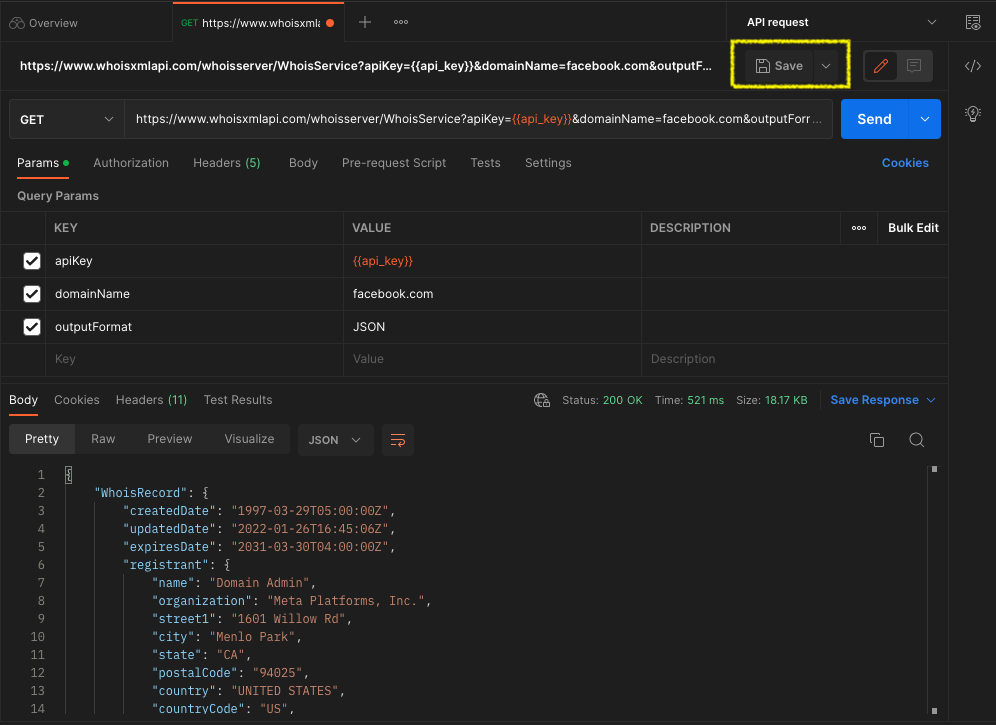 Overview
GET https://www.whoisxmla
API request
https://www.whoisxmlapi.com/whoisserver/WhoisService?apiKey={{api_key}}&domainName=facebook.com&outputF...
Save
GET
https://www.whoisxmlapi.com/whoisserver/WhoisService?apiKey={{api_key}}&domainName=facebook.com&outputForr ...
Send
Params Authorization Headers (5) Body Pre-request Script Tests Settings Cookies
Query Params
KEY VALUE DESCRIPTION ooo Bulk Edit
apiKey {{api_key}}
domainName facebook.com
outputFormat JSON
Key Value Description
Body Cookies Headers (11) Test Results Status: 200 OK Time: 521 ms Size: 18.17 KB Save Response
Pretty Raw Preview Visualize JSON
1 {
2 "WhoisRecord": {
3 "createdDate": "1997-03-29T05:00:00Z",
4 "updatedDate": "2022-01-26T16:45:06Z",
5 "expiresDate": "2031-03-30T04:00:00Z",
6 "registrant": {
7 "name": "Domain Admin",
8 "organization": "Meta Platforms, Inc.",
9 "street1": "1601 Willow Rd",
10 "city": "Menlo Park",
11 "state": "CA",
12 "postalCode": "94025",
13 "country": "UNITED STATES",
14 "countryCode": "US",